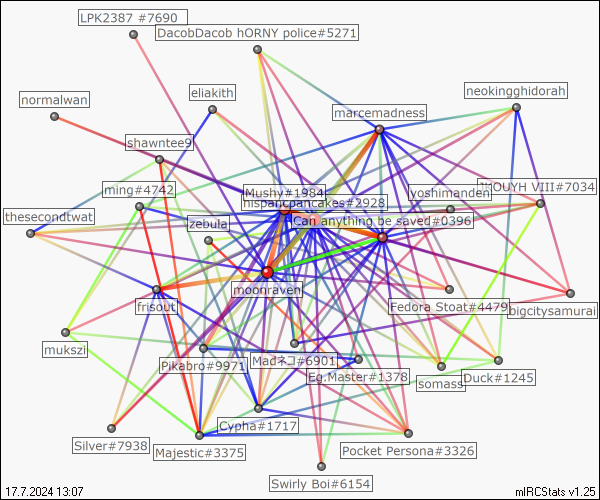 LPK2387 #7690
DacobDacob hORNY police#5271
neokingghidorah
eliakith
normalwan
marcemadness
shawntee9
ming#4742
Mushy#1984
yoshimanden
VIII#7034
hispancpancakes#2928
thesecondtwat
zebula
Can anything be saved#0396
moonraven
frisout
Fedora Stoat#4479
bigcitysamurai
mukszi
Pikabro#9971
Madネコ#6901
Eg.Master#1378
somass
Duck#1245
Cypha#1717
Silver#7938
Majestic#3375
Pocket Persona#3326
Swirly Boi#6154
17.7.2024 13:07
mIRCStats v1.25